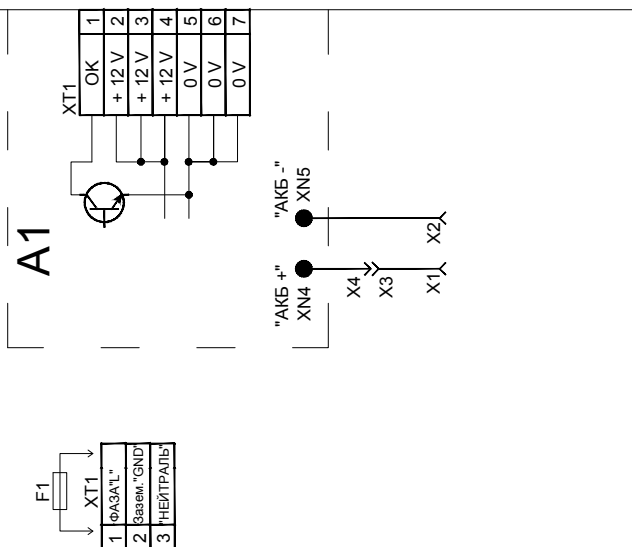 XT1
1 OK
2 + 12 V
3 + 12 V
4 + 12 V
5 0 V
6 0 V
7 0 V
A1
"АКБ -"
XN5
X2
"АКБ +"
XN4
X4
X3
X1
F1
XT1
1 ФАЗА"L"
2 Зазем."GND"
3 "НЕЙТРАЛЬ"